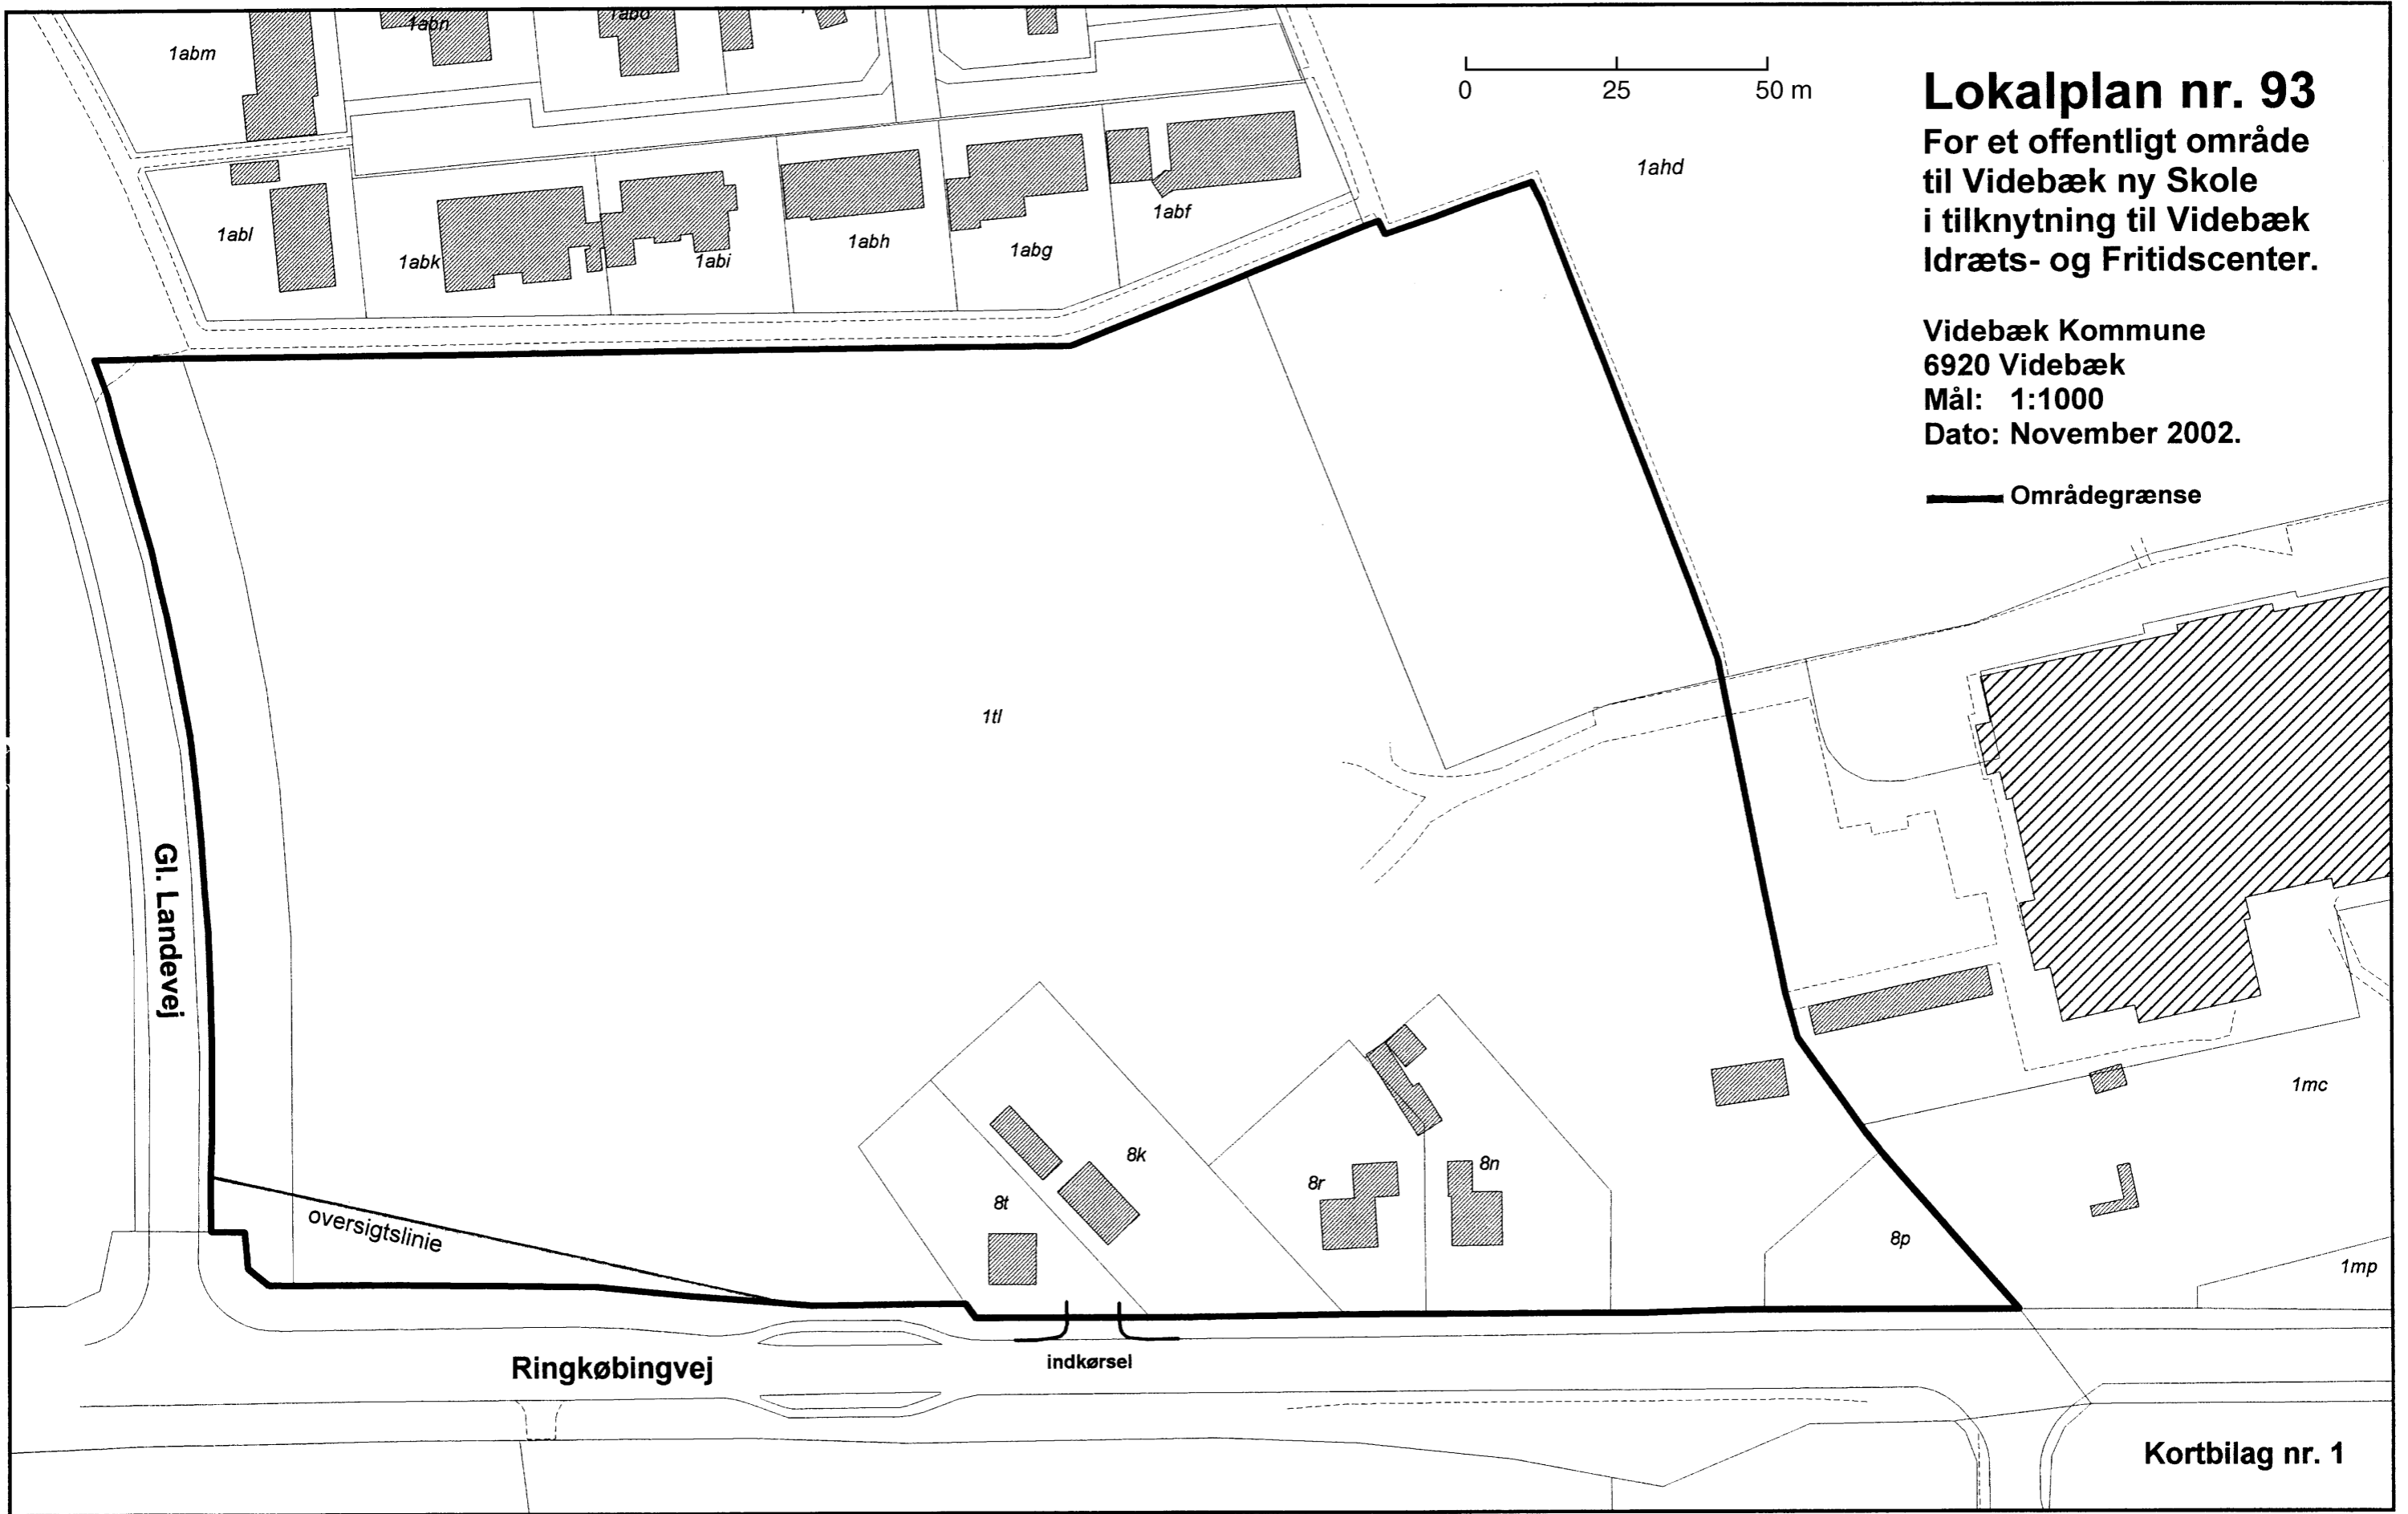 Lokalplan nr. 93
For et offentligt område
til Videbæk ny Skole
i tilknytning til Videbæk
Idræts- og Fritidscenter.
Videbæk Kommune
6920 Videbæk
Mål: 1:1000
Dato: November 2002.
Områdegrænse
0 25 50 m
1abm
1abn
1abo
1abl
1abk
1abi
1abh
1abg
1abf
1ahd
1tl
Gl. Landevej
oversigtslinie
8t
8k
8r
8n
8p
1mc
1mp
Ringkøbingvej
indkørsel
Kortbilag nr. 1